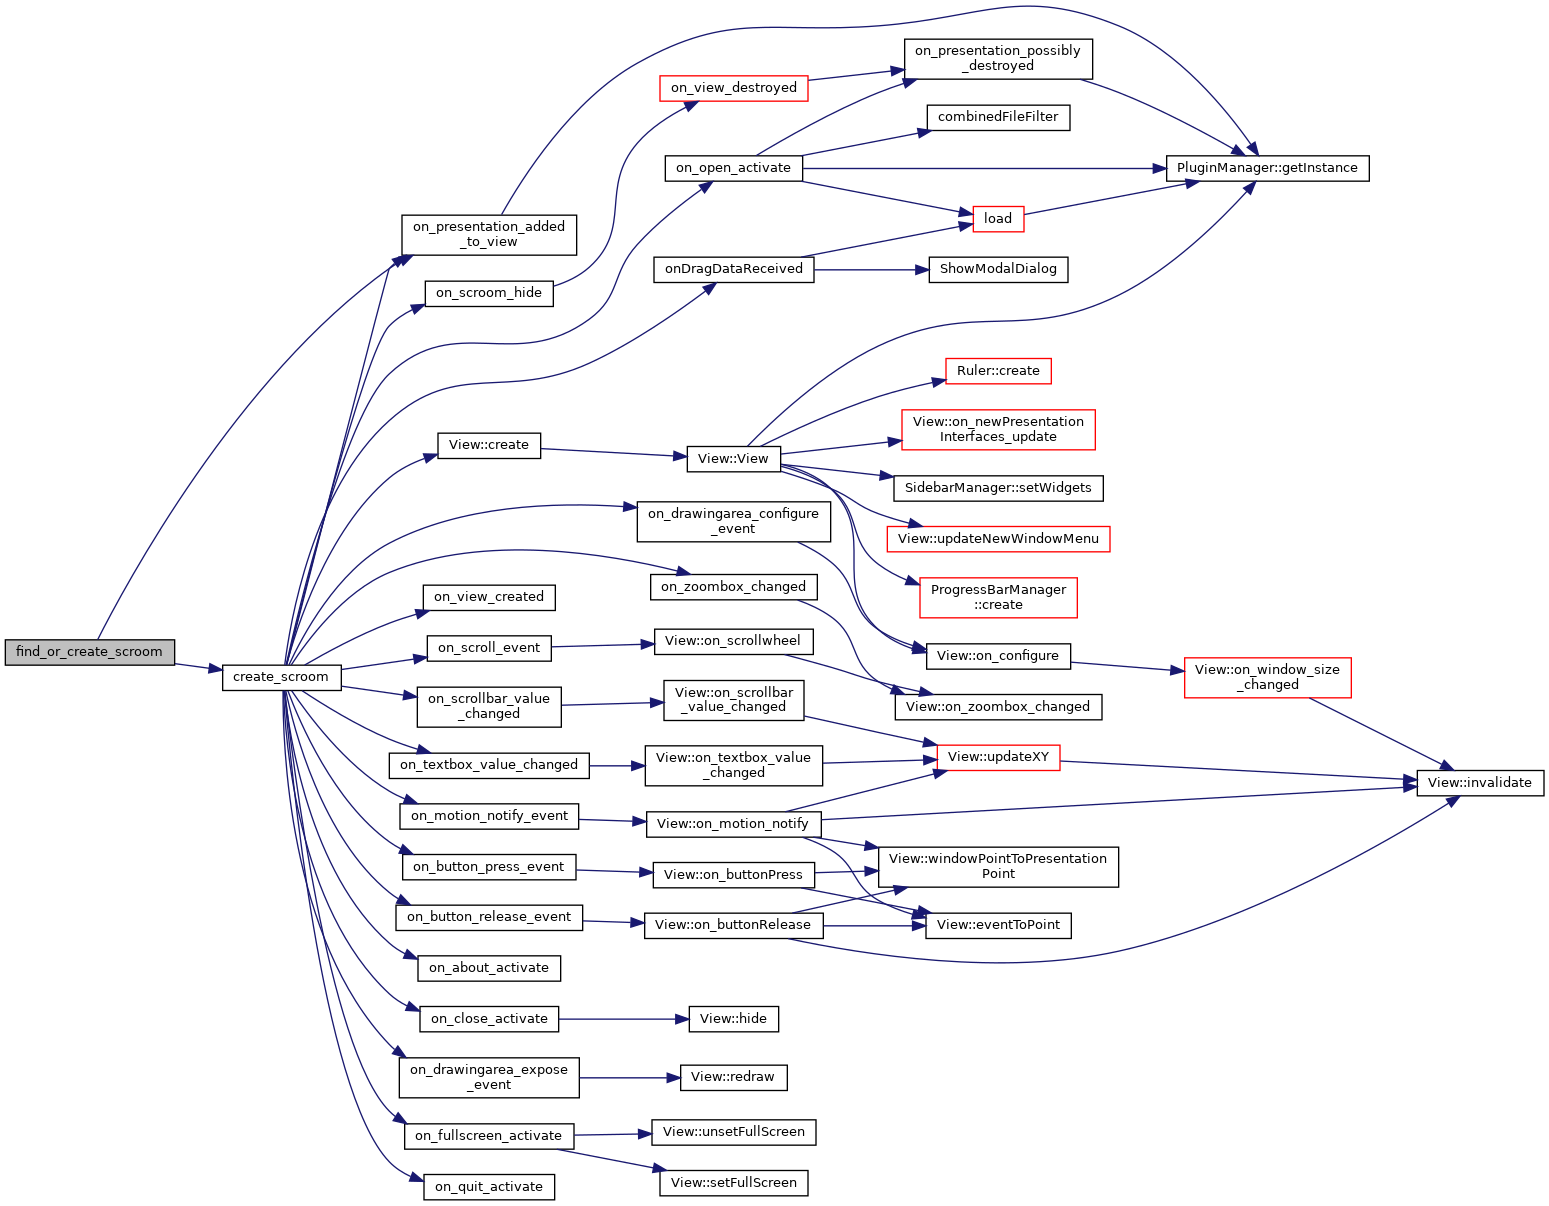 find_or_create_scroom
create_scroom
on_presentation_added
_to_view
on_scroom_hide
View::create
on_view_created
on_scroll_event
on_scrollbar_value
_changed
on_textbox_value_changed
on_motion_notify_event
on_button_press_event
on_button_release_event
on_about_activate
on_close_activate
on_drawingarea_expose
_event
on_fullscreen_activate
on_quit_activate
on_view_destroyed
on_open_activate
onDragDataReceived
View::View
on_drawingarea_configure
_event
on_zoombox_changed
View::on_scrollwheel
View::on_scrollbar
_value_changed
View::on_textbox_value
_changed
View::on_motion_notify
View::on_buttonPress
View::on_buttonRelease
View::hide
View::redraw
View::unsetFullScreen
View::setFullScreen
on_presentation_possibly
_destroyed
combinedFileFilter
load
ShowModalDialog
Ruler::create
View::on_newPresentation
Interfaces_update
SidebarManager::setWidgets
View::updateNewWindowMenu
ProgressBarManager
::create
View::on_configure
View::on_zoombox_changed
View::updateXY
View::windowPointToPresentation
Point
View::eventToPoint
PluginManager::getInstance
View::on_window_size
_changed
View::invalidate